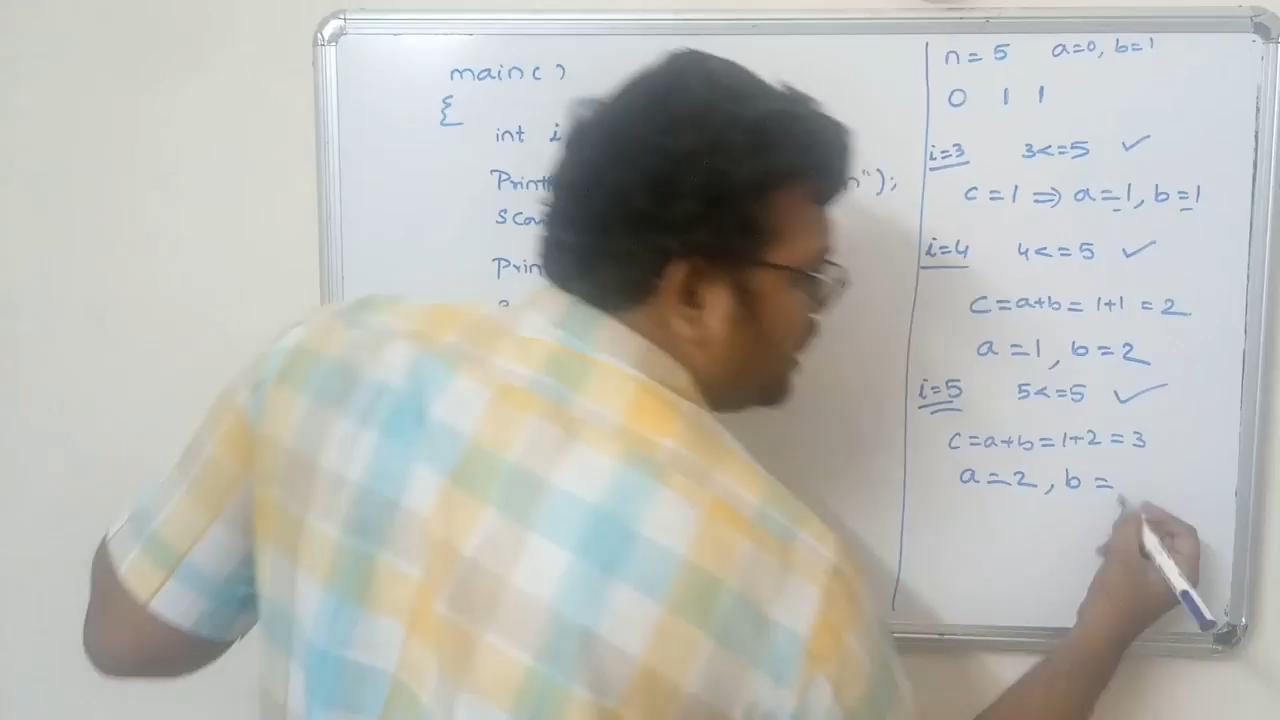 main()
{
int i
Print
Scan
Prin
n");
n = 5 a=0, b=1
0 1 1
i=3 3<=5 ✓
c = 1 => a=1, b=1
i=4 4<=5 ✓
C=a+b= 1+1 = 2
a=1, b=2
i=5 5<=5 ✓
C=a+b=1+2=3
a=2, b=